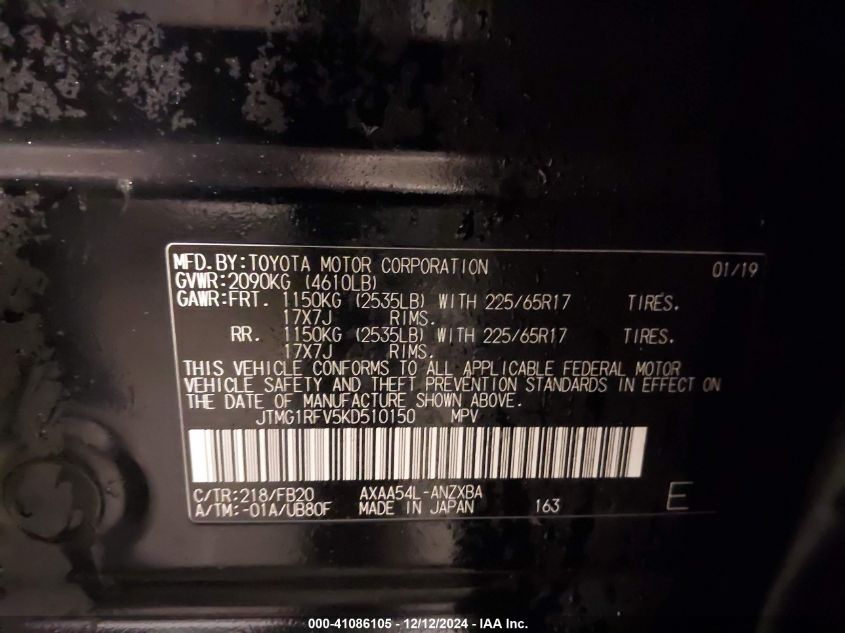 MFD.BY:TOYOTA MOTOR CORPORATION 01/19
GVWR:2090KG (4610LB)
GAWR:FRT. 1150KG (2535LB) WITH 225/65R17 TIRES.
17X7J RIMS.
RR. 1150KG (2535LB) WITH 225/65R17 TIRES.
17X7J RIMS.
THIS VEHICLE CONFORMS TO ALL APPLICABLE FEDERAL MOTOR
VEHICLE SAFETY AND THEFT PREVENTION STANDARDS IN EFFECT ON
THE DATE OF MANUFACTURE SHOWN ABOVE.
JTMG1RFV5KD510150 MPV
C/TR:218/FB20 AXAA54L-ANZXBA
A/TM:-01A/UB80F MADE IN JAPAN 163 E
000-41086105 - 12/12/2024 - IAA Inc.